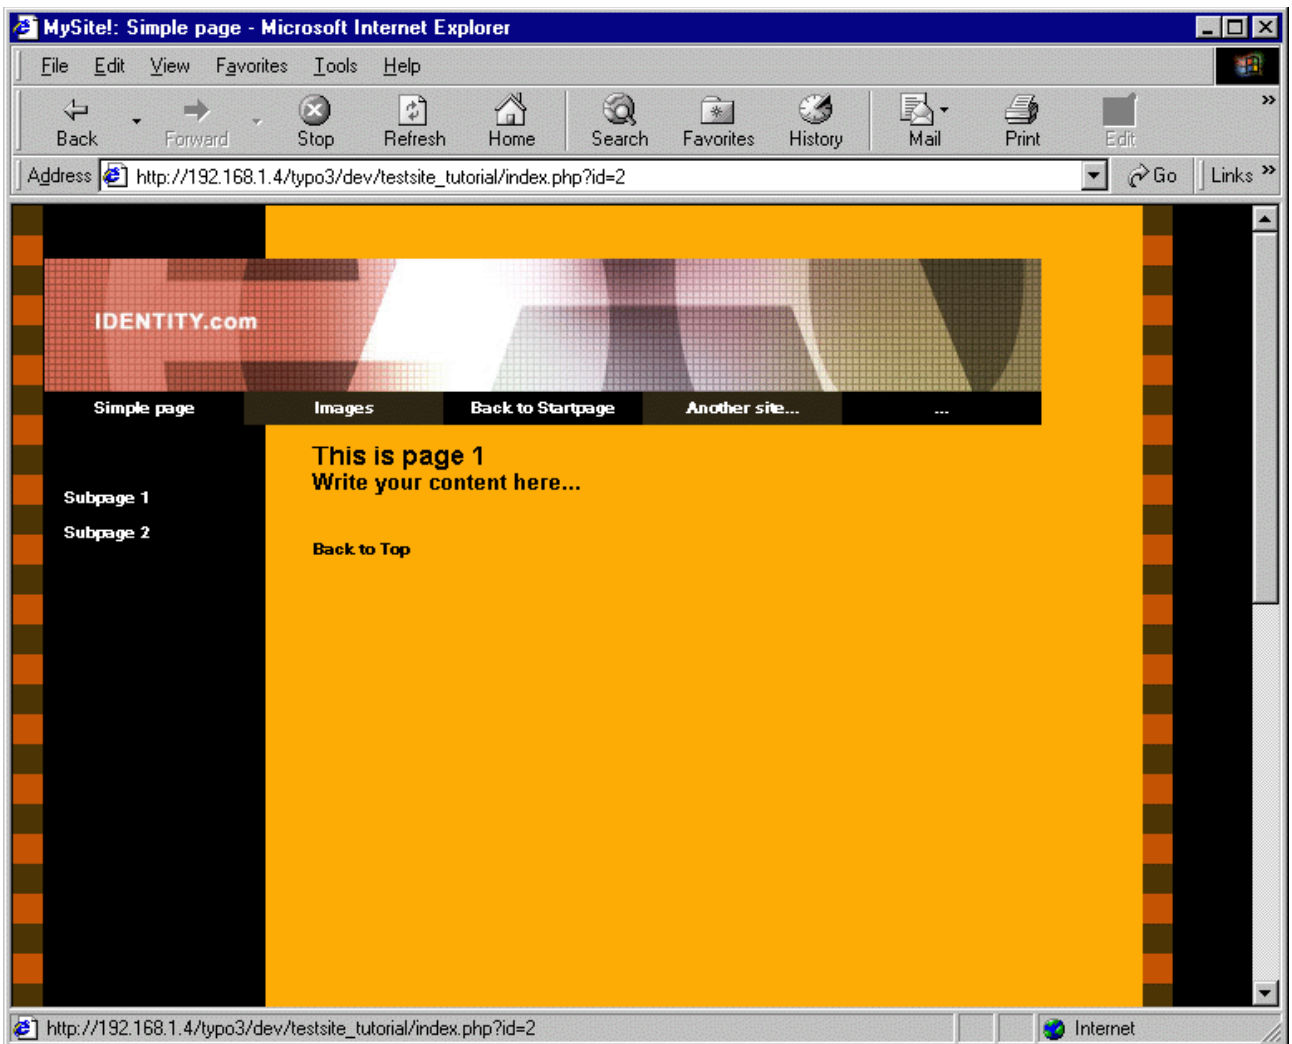 MySite!: Simple page - Microsoft Internet Explorer
File Edit View Favorites Tools Help
Back Forward Stop Refresh Home Search Favorites History Mail Print Edit »
Address http://192.168.1.4/typo3/dev/testsite_tutorial/index.php?id=2 Go Links »
IDENTITY.com
Simple page Images Back to Startpage Another site... ...
This is page 1
Write your content here...
Subpage 1
Subpage 2
Back to Top
http://192.168.1.4/typo3/dev/testsite_tutorial/index.php?id=2 Internet